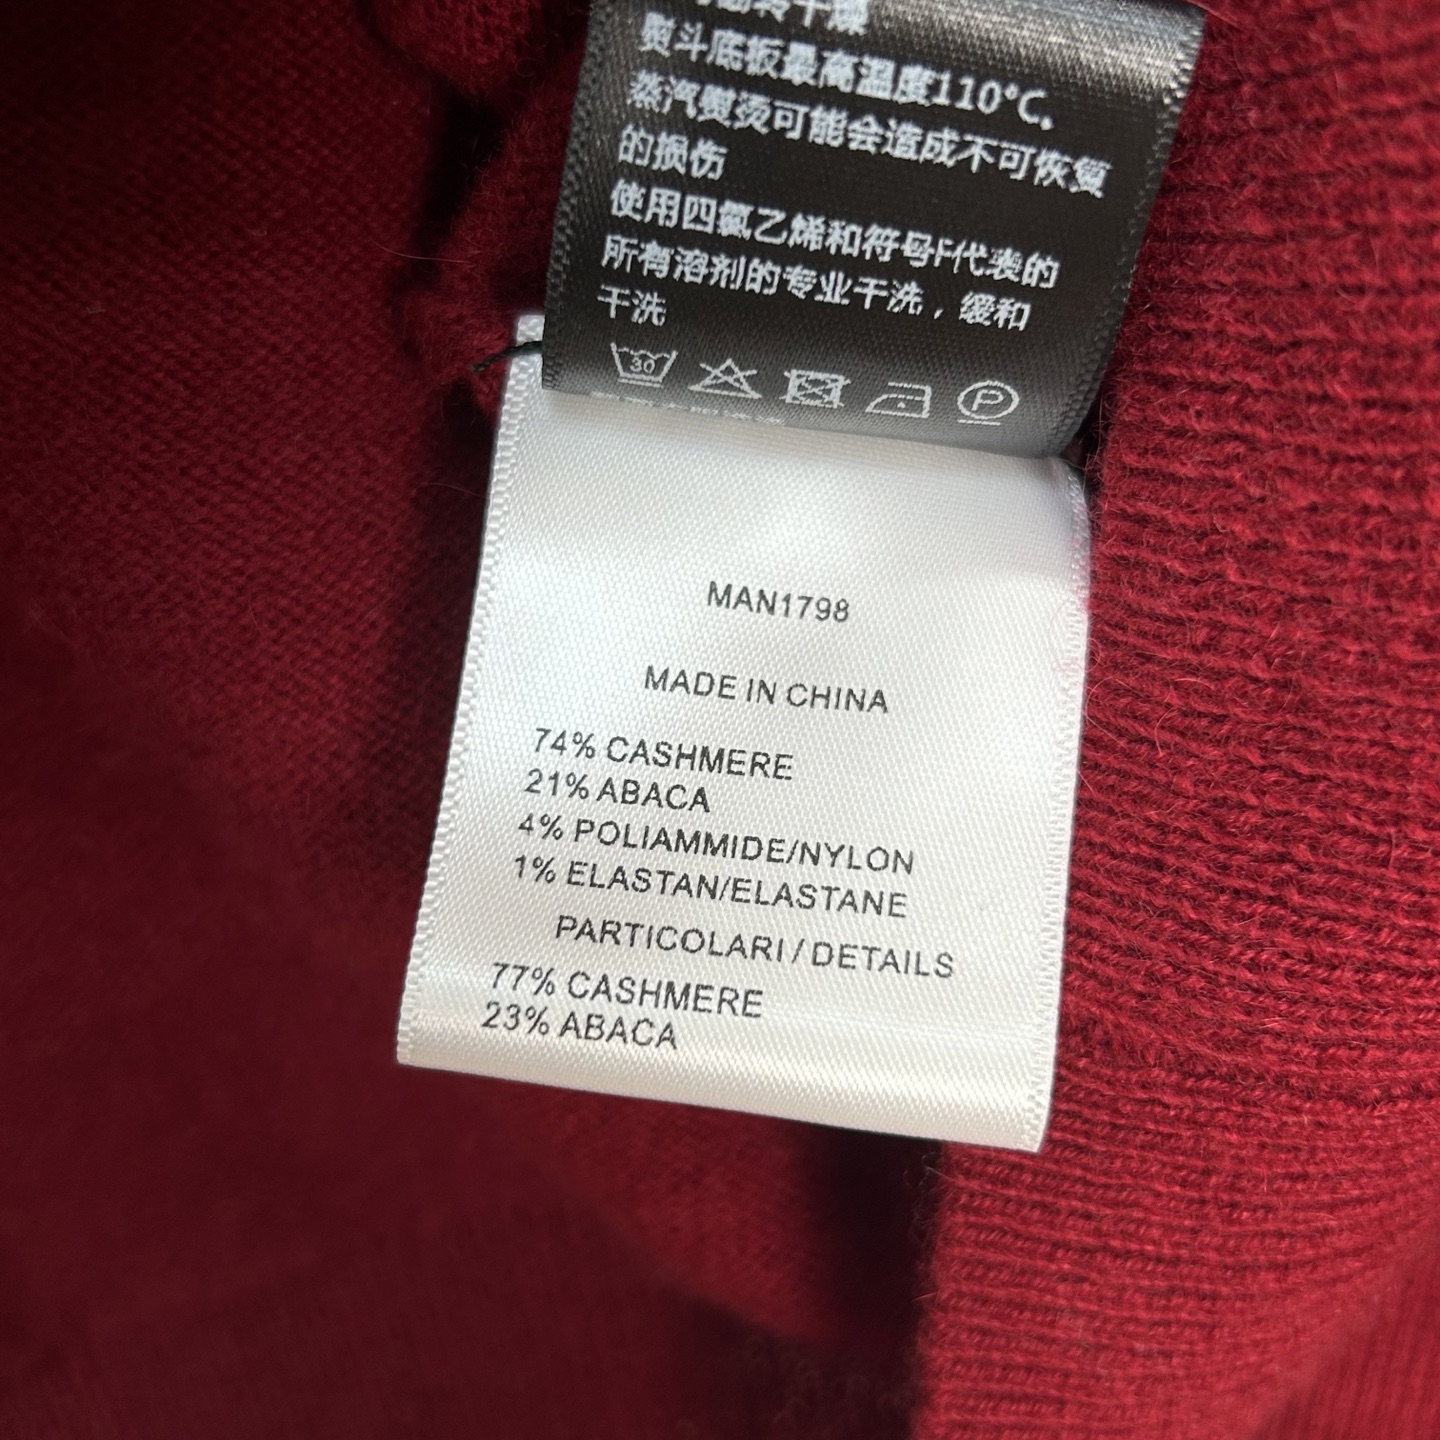 熨斗底板最高温度110°C。
蒸汽熨烫可能会造成不可恢复
的损伤
使用四氯乙烯和符号F代表的
所有溶剂的专业干洗，缓和
干洗
30
P
MAN1798
MADE IN CHINA
74% CASHMERE
21% ABACA
4% POLIAMMIDE/NYLON
1% ELASTAN/ELASTANE
PARTICOLARI / DETAILS
77% CASHMERE
23% ABACA